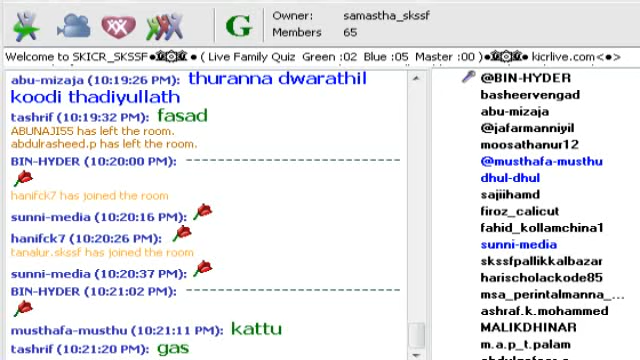 G
Owner: samastha_skssf
Members 65
Welcome to SKICR_SKSSF ( Live Family Quiz Green :02 Blue :05 Master :00 ) kicrlive.com<●>
abu-mizaja (10:19:26 PM): thuranna dwarathil
koodi thadiyullath
tashrif (10:19:32 PM): fasad
ABUNAJI55 has left the room.
abdulrasheed.p has left the room.
BIN-HYDER (10:20:00 PM): --------------------------------
hanifck7 has joined the room
sunni-media (10:20:16 PM):
hanifck7 (10:20:26 PM):
tanalur.skssf has joined the room
sunni-media (10:20:37 PM):
BIN-HYDER (10:21:02 PM): --------------------------------
musthafa-musthu (10:21:11 PM): kattu
tashrif (10:21:20 PM): gas
@BIN-HYDER
basheervengad
abu-mizaja
@jafarmanniyil
moosathanur12
@musthafa-musthu
dhul-dhul
sajiihamd
firoz_calicut
fahid_kollamchina1
sunni-media
skssfpallikkalbazar
harischolackode85
msa_perintalmanna_...
ashraf.k.mohammed
MALIKDHINAR
m.a.p_t.palam